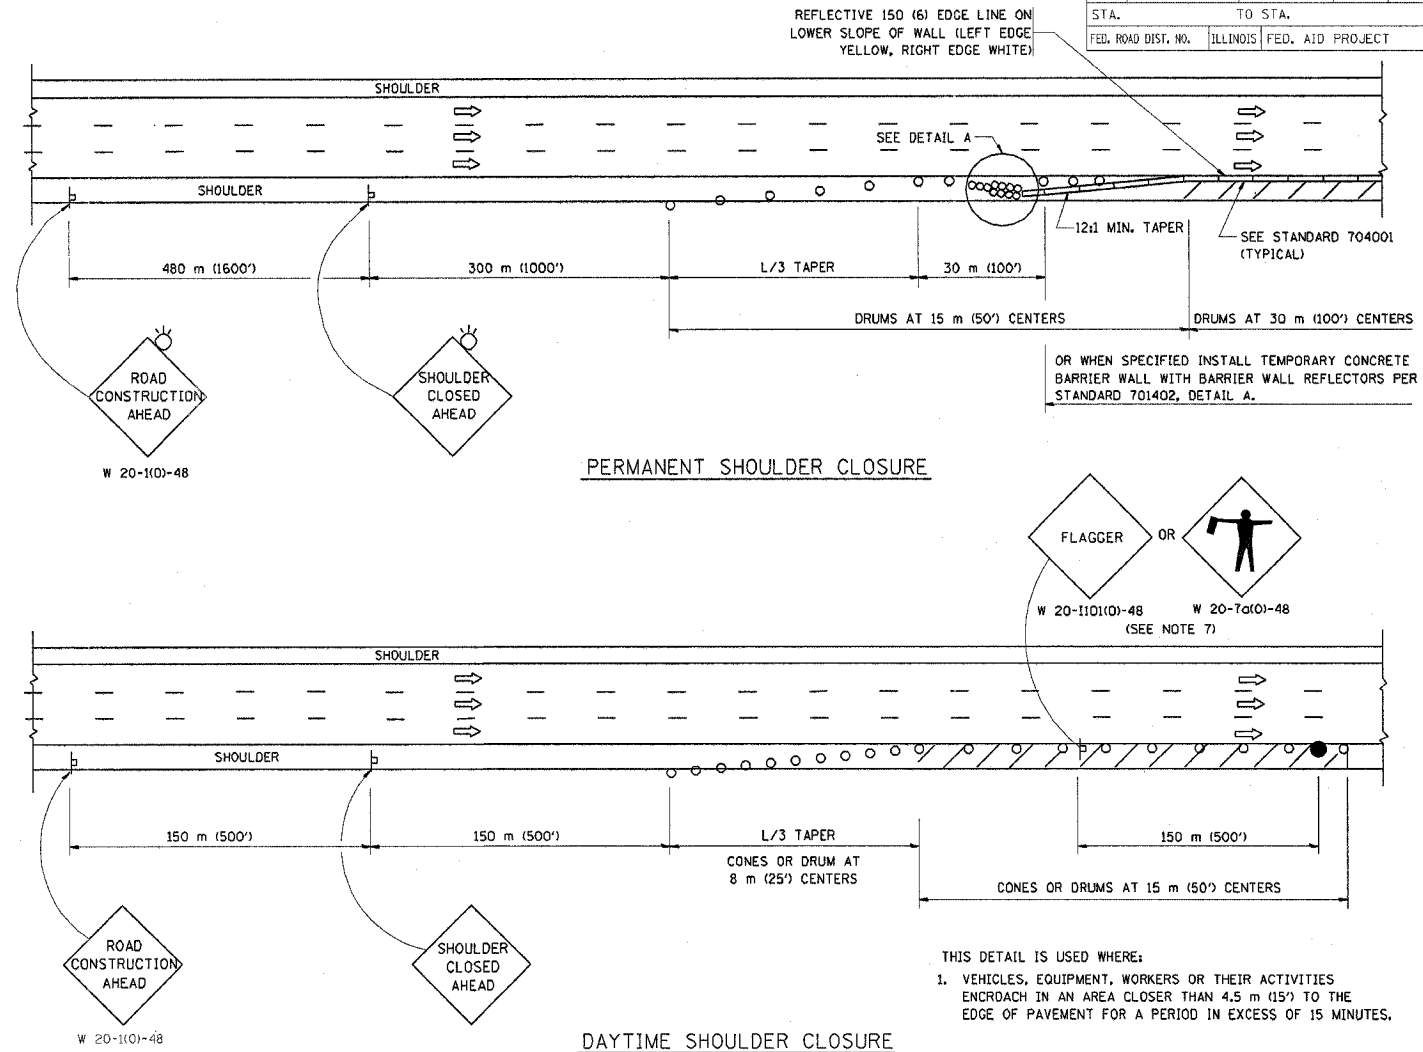 REFLECTIVE 150 (6) EDGE LINE ON
LOWER SLOPE OF WALL (LEFT EDGE
YELLOW, RIGHT EDGE WHITE)
STA. TO STA.
FED. ROAD DIST. NO. ILLINOIS FED. AID PROJECT
SHOULDER
SEE DETAIL A
SHOULDER
12:1 MIN. TAPER
SEE STANDARD 704001
(TYPICAL)
480 m (1600')
300 m (1000')
L/3 TAPER
30 m (100')
DRUMS AT 15 m (50') CENTERS
DRUMS AT 30 m (100') CENTERS
OR WHEN SPECIFIED INSTALL TEMPORARY CONCRETE
BARRIER WALL WITH BARRIER WALL REFLECTORS PER
STANDARD 701402, DETAIL A.
ROAD
CONSTRUCTION
AHEAD
W 20-1(O)-48
SHOULDER
CLOSED
AHEAD
PERMANENT SHOULDER CLOSURE
FLAGGER
OR
W 20-I101(O)-48
W 20-7a(O)-48
(SEE NOTE 7)
SHOULDER
SHOULDER
150 m (500')
150 m (500')
L/3 TAPER
CONES OR DRUM AT
8 m (25') CENTERS
150 m (500')
CONES OR DRUMS AT 15 m (50') CENTERS
ROAD
CONSTRUCTION
AHEAD
W 20-1(O)-48
SHOULDER
CLOSED
AHEAD
THIS DETAIL IS USED WHERE:
1. VEHICLES, EQUIPMENT, WORKERS OR THEIR ACTIVITIES
ENCROACH IN AN AREA CLOSER THAN 4.5 m (15') TO THE
EDGE OF PAVEMENT FOR A PERIOD IN EXCESS OF 15 MINUTES.
DAYTIME SHOULDER CLOSURE